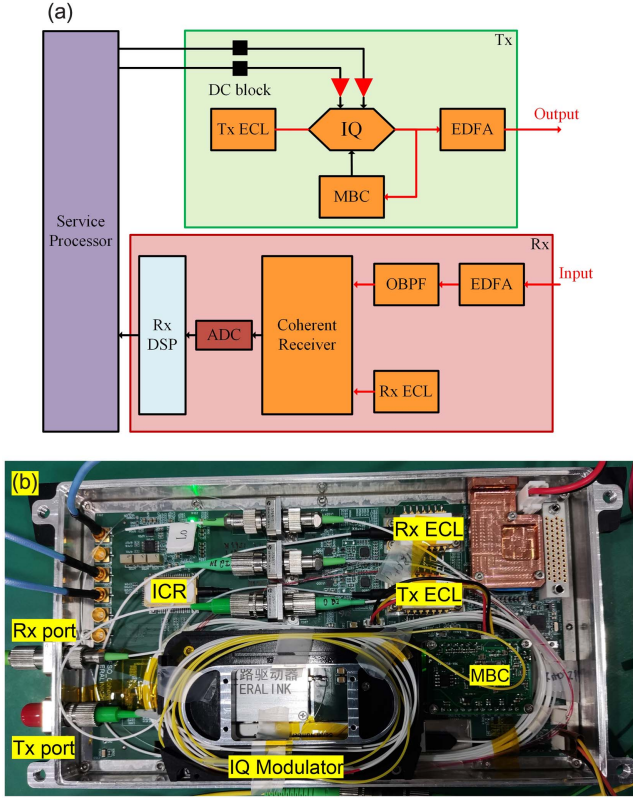 (a)
Tx
DC block
Tx ECL
IQ
EDFA
Output
MBC
Service
Processor
Rx
Rx
DSP
ADC
Coherent
Receiver
OBPF
EDFA
Input
Rx ECL
(b)
Rx ECL
ICR
Tx ECL
Rx port
MBC
路驱动器
ERALINK
Tx port
IQ Modulator